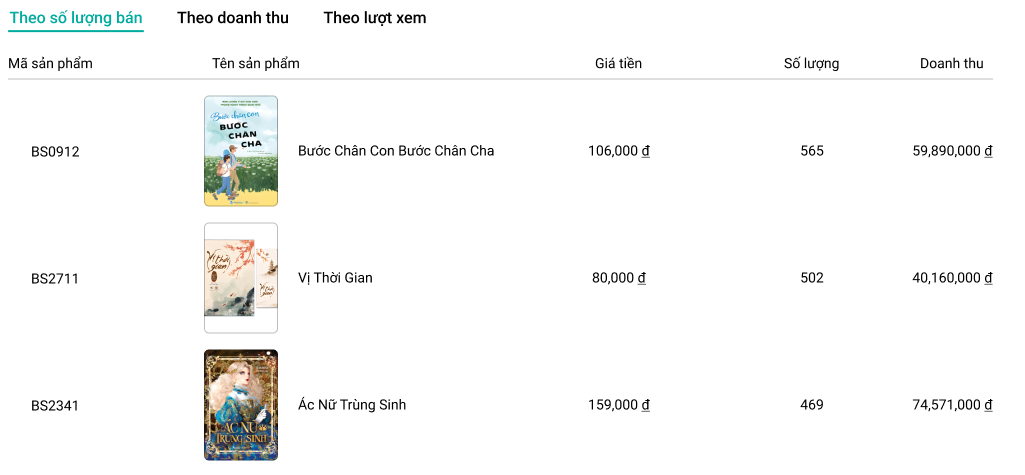 Theo số lượng bán Theo doanh thu Theo lượt xem
Mã sản phẩm Tên sản phẩm Giá tiền Số lượng Doanh thu
Bước chân con
BƯỚC
CHÂN
CHA
BS0912 Bước Chân Con Bước Chân Cha 106,000 ₫ 565 59,890,000 ₫
Vị thời
gian
Vị thời
gian
BS2711 Vị Thời Gian 80,000 ₫ 502 40,160,000 ₫
BS2341 Ác Nữ Trùng Sinh 159,000 ₫ 469 74,571,000 ₫
ÁC NỮ
TRÙNG SINH